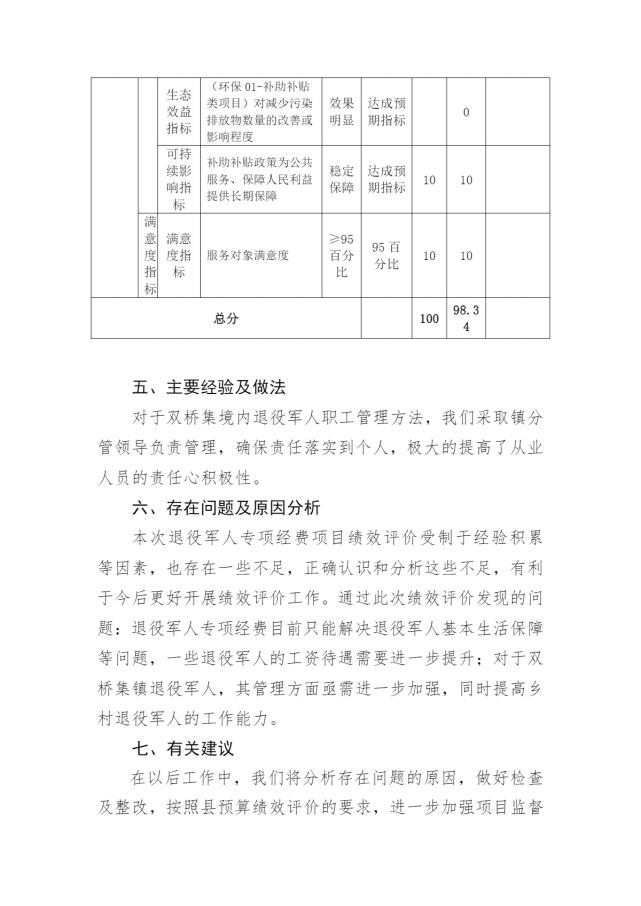 生态
效益
指标
（环保 01-补助补贴
类项目）对减少污染
排放物数量的改善或
影响程度
效果
明显
达成预
期指标
0
可持
续影
响指
标
补助补贴政策为公共
服务、保障人民利益
提供长期保障
稳定
保障
达成预
期指标
10
10
满
意
度
指
标
满意
度指
标
服务对象满意度
≥95
百分
比
95 百
分比
10
10
总分
100
98.3
4
五、主要经验及做法
对于双桥集境内退役军人职工管理方法，我们采取镇分
管领导负责管理，确保责任落实到个人，极大的提高了从业
人员的责任心积极性。
六、存在问题及原因分析
本次退役军人专项经费项目绩效评价受制于经验积累
等因素，也存在一些不足，正确认识和分析这些不足，有利
于今后更好开展绩效评价工作。通过此次绩效评价发现的问
题：退役军人专项经费目前只能解决退役军人基本生活保障
等问题，一些退役军人的工资待遇需要进一步提升；对于双
桥集镇退役军人，其管理方面亟需进一步加强，同时提高乡
村退役军人的工作能力。
七、有关建议
在以后工作中，我们将分析存在问题的原因，做好检查
及整改，按照县预算绩效评价的要求，进一步加强项目监督